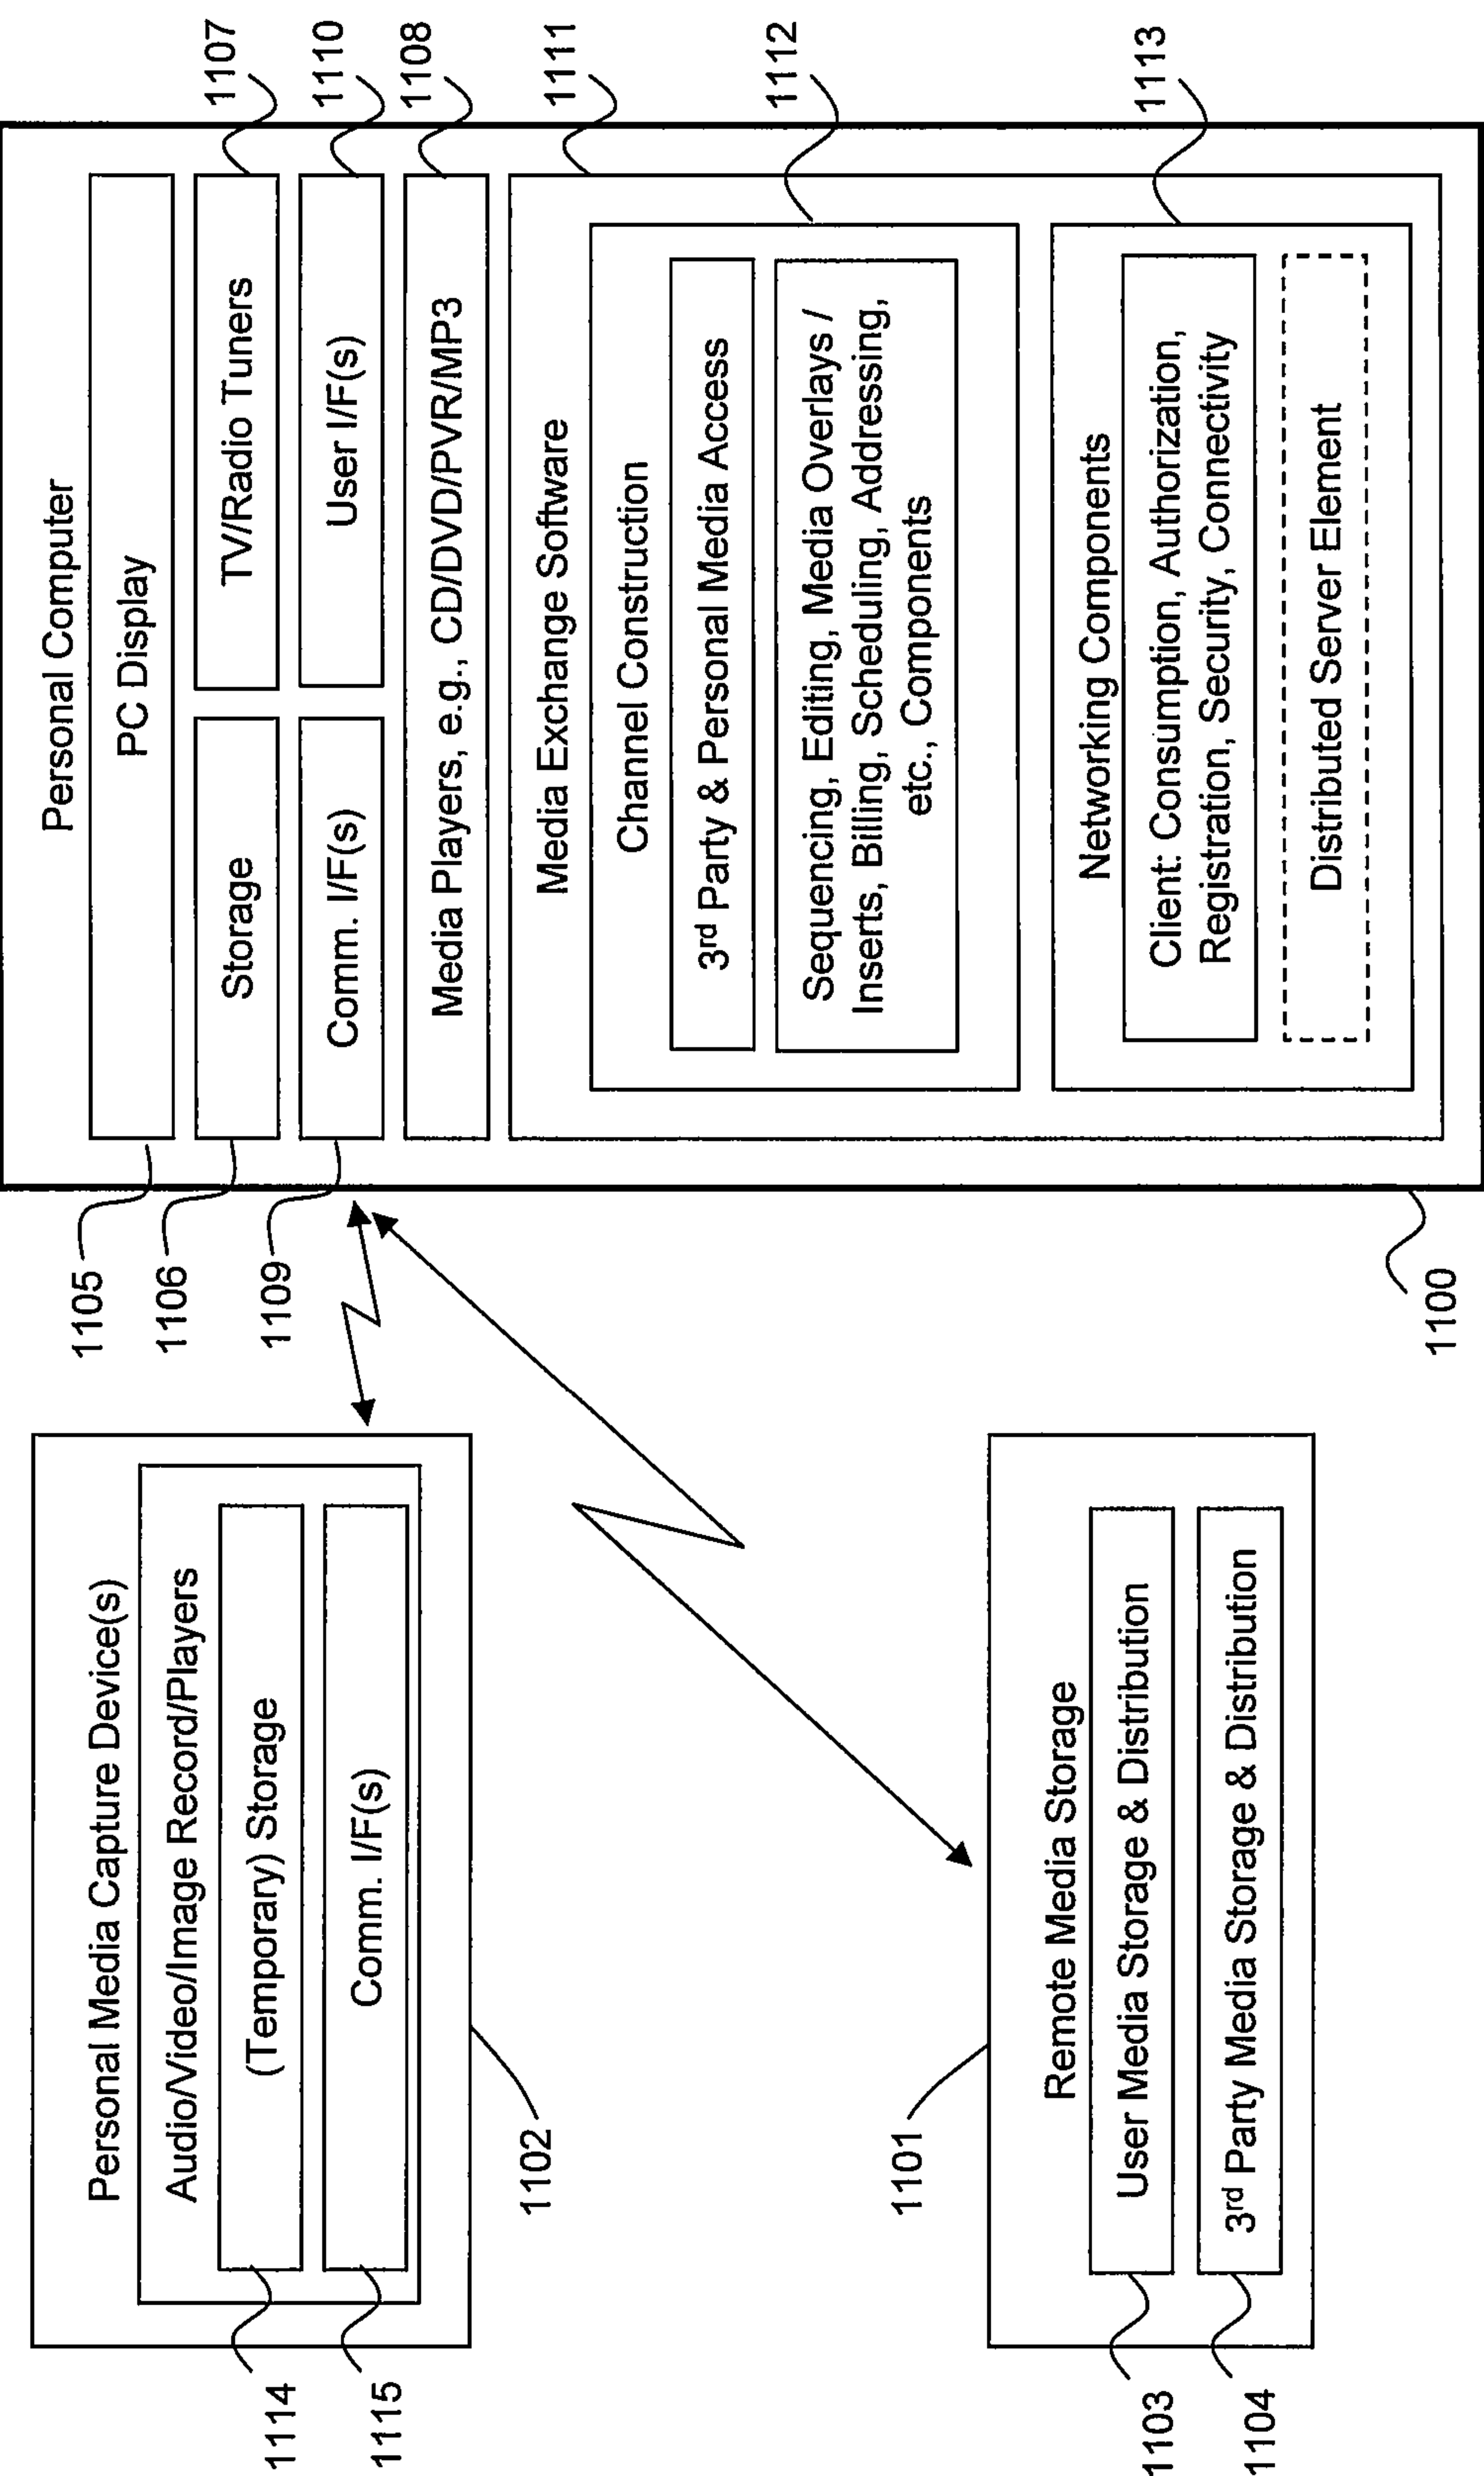 Personal Media Capture Device(s)
Audio/Video/Image Record/Players
(Temporary) Storage
Comm. I/F(s)
1114
1115
1102
1101
Remote Media Storage
User Media Storage & Distribution
3rd Party Media Storage & Distribution
1103
1104
1105
1106
1109
1100
Personal Computer
PC Display
Storage
TV/Radio Tuners
Comm. I/F(s)
User I/F(s)
Media Players, e.g., CD/DVD/PVR/MP3
Media Exchange Software
Channel Construction
3rd Party & Personal Media Access
Sequencing, Editing, Media Overlays /
Inserts, Billing, Scheduling, Addressing,
etc., Components
Networking Components
Client: Consumption, Authorization,
Registration, Security, Connectivity
Distributed Server Element
1107
1110
1108
1111
1112
1113